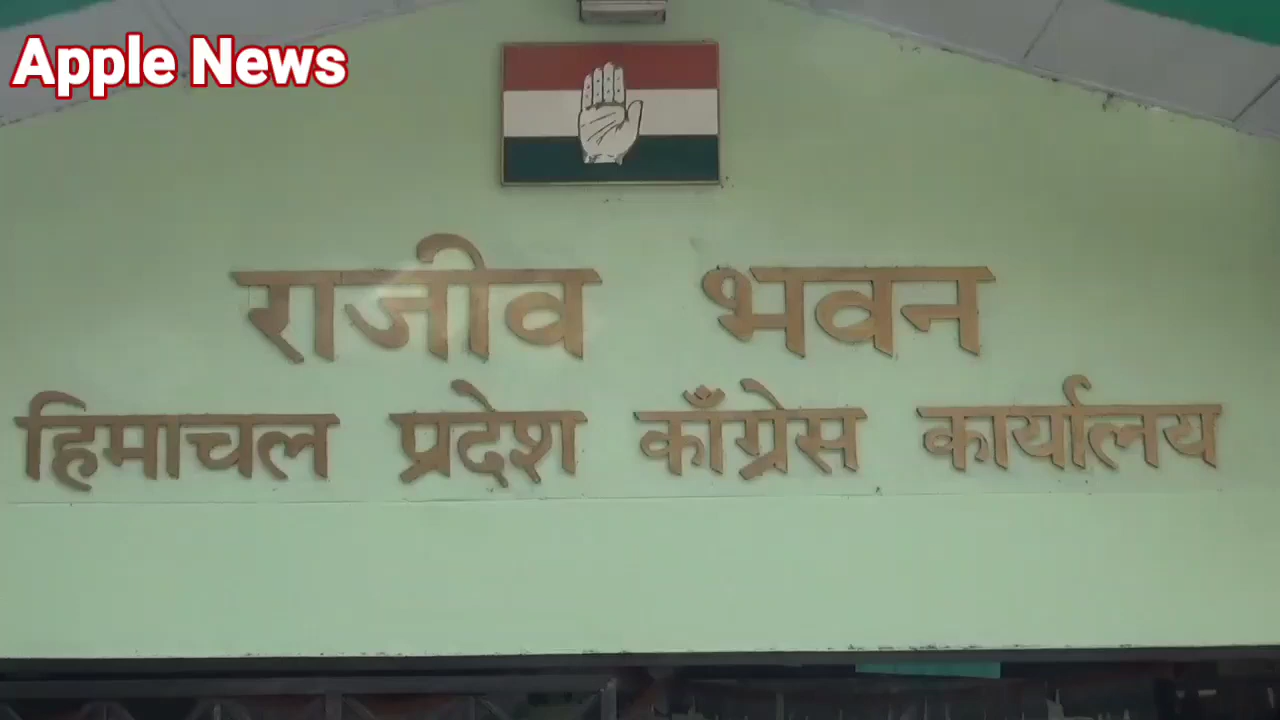 Apple News
राजीव भवन
हिमाचल प्रदेश काँग्रेस कार्यालय